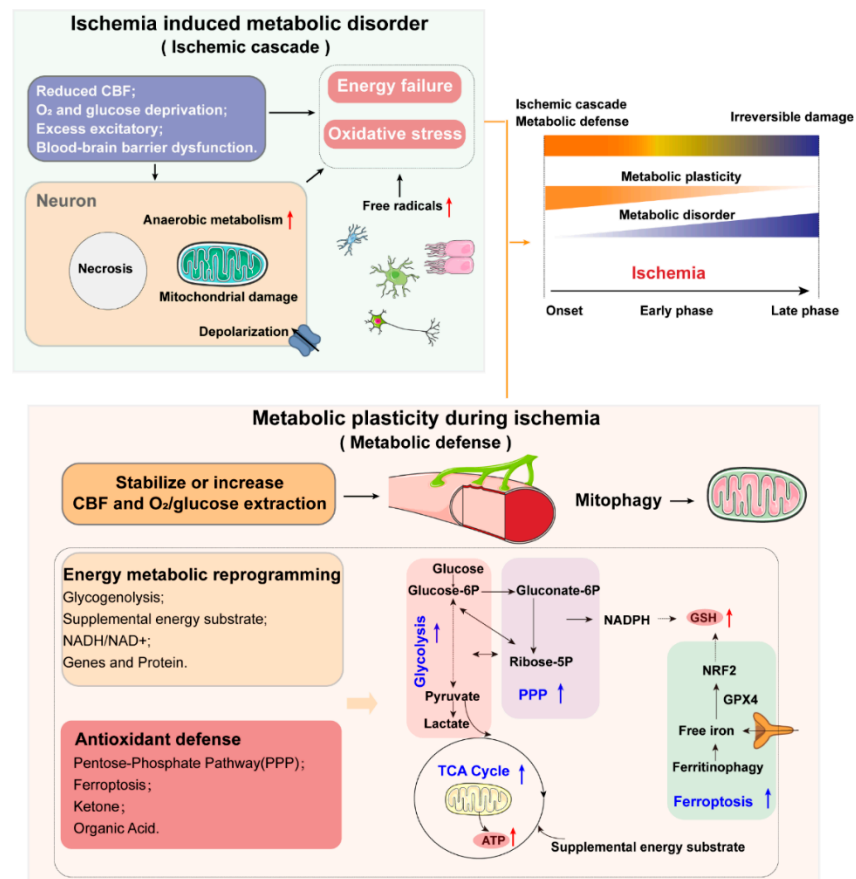 Ischemia induced metabolic disorder
( Ischemic cascade )
Reduced CBF;
O₂ and glucose deprivation;
Excess excitatory;
Blood-brain barrier dysfunction.
Energy failure
Oxidative stress
Neuron
Anaerobic metabolism
Necrosis
Mitochondrial damage
Depolarization
Free radicals
Ischemic cascade
Metabolic defense
Irreversible damage
Metabolic plasticity
Metabolic disorder
Ischemia
Onset
Early phase
Late phase
Metabolic plasticity during ischemia
( Metabolic defense )
Stabilize or increase
CBF and O₂/glucose extraction
Mitophagy
Energy metabolic reprogramming
Glycogenolysis;
Supplemental energy substrate;
NADH/NAD+;
Genes and Protein.
Antioxidant defense
Pentose-Phosphate Pathway(PPP);
Ferroptosis;
Ketone;
Organic Acid.
Glucose
Glucose-6P
Glycolysis
Pyruvate
Lactate
Gluconate-6P
Ribose-5P
PPP
NADPH
GSH
NRF2
GPX4
Free iron
Ferritinophagy
Ferroptosis
TCA Cycle
ATP
Supplemental energy substrate